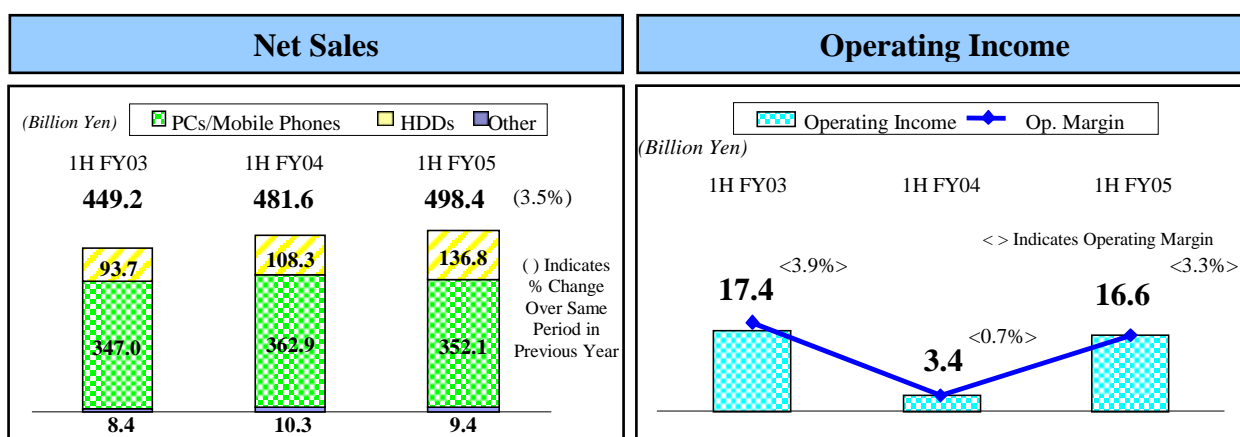 Net Sales
(Billion Yen)
PCs/Mobile Phones
HDDs
Other
1H FY03
1H FY04
1H FY05
449.2
481.6
498.4
(3.5%)
93.7
108.3
136.8
347.0
362.9
352.1
8.4
10.3
9.4
( ) Indicates
% Change
Over Same
Period in
Previous Year
Operating Income
Operating Income
Op. Margin
(Billion Yen)
1H FY03
1H FY04
1H FY05
< > Indicates Operating Margin
<3.9%>
<3.3%>
17.4
16.6
<0.7%>
3.4